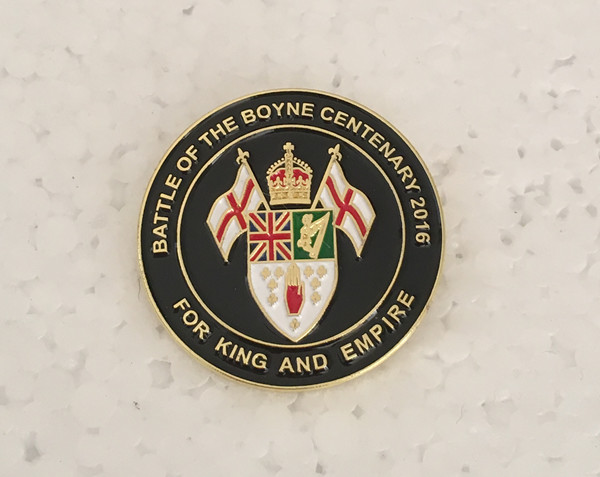 BATTLE OF THE BOYNE CENTENARY 2016
FOR KING AND EMPIRE